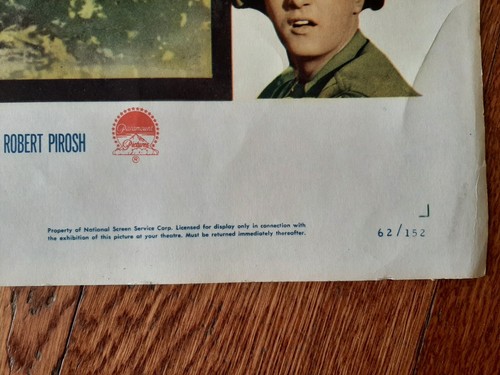 ROBERT PIROSH
Paramount
Pictures
®
Property of National Screen Service Corp. Licensed for display only in connection with
the exhibition of this picture at your theatre. Must be returned immediately thereafter.
62/152